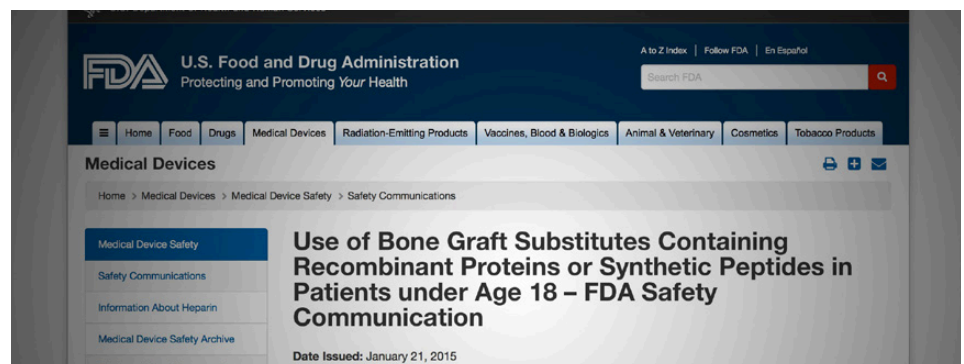 FDA
U.S. Food and Drug Administration
Protecting and Promoting Your Health
A to Z Index | Follow FDA | En Español
Search FDA
Home Food Drugs Medical Devices Radiation-Emitting Products Vaccines, Blood & Biologics Animal & Veterinary Cosmetics Tobacco Products
Medical Devices
Home > Medical Devices > Medical Device Safety > Safety Communications
Medical Device Safety
Safety Communications
Information About Heparin
Medical Device Safety Archive
Use of Bone Graft Substitutes Containing
Recombinant Proteins or Synthetic Peptides in
Patients under Age 18 – FDA Safety
Communication
Date Issued: January 21, 2015